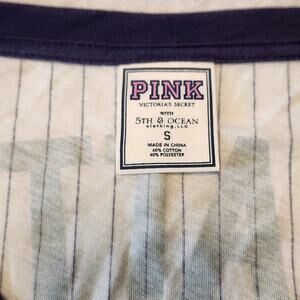 PINK
VICTORIA'S SECRET
WITH
5TH & OCEAN
clothing, LLC
S
MADE IN CHINA
60% COTTON
40% POLYESTER